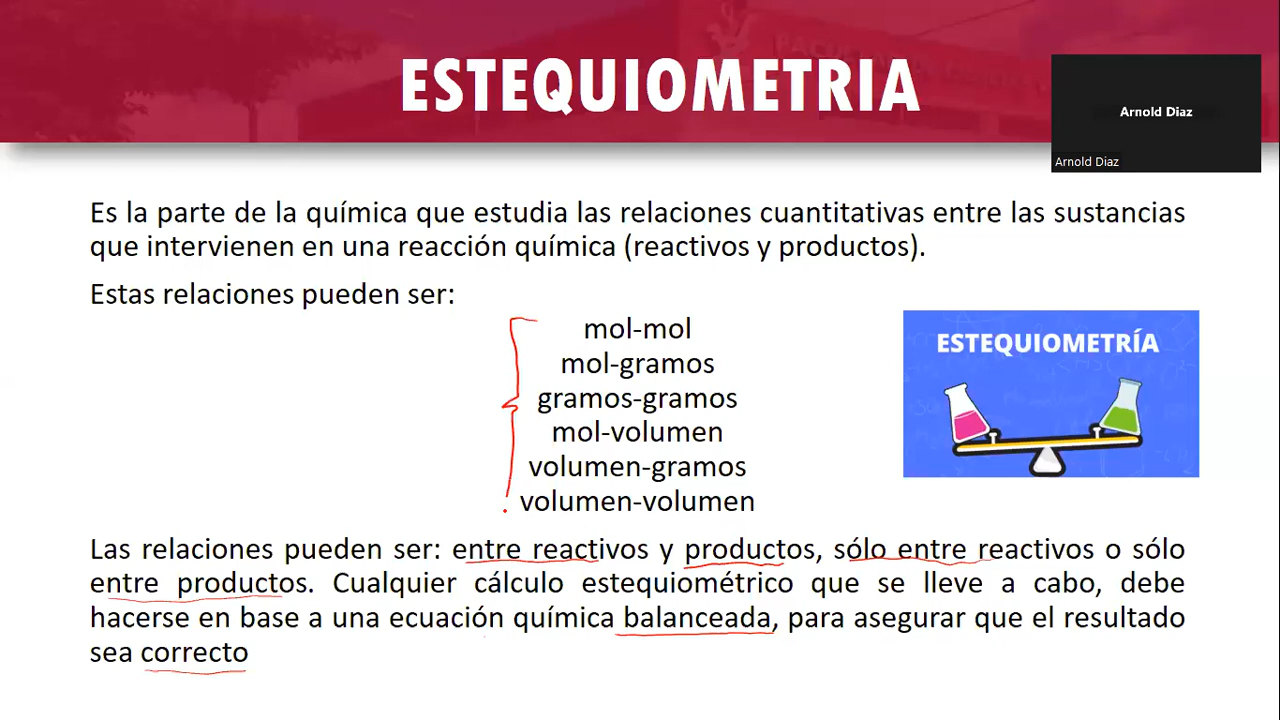 ESTEQUIOMETRIA
Arnold Diaz
Arnold Diaz
Es la parte de la química que estudia las relaciones cuantitativas entre las sustancias
que intervienen en una reacción química (reactivos y productos).
Estas relaciones pueden ser:
mol-mol
mol-gramos
gramos-gramos
mol-volumen
volumen-gramos
volumen-volumen
ESTEQUIOMETRÍA
Las relaciones pueden ser: entre reactivos y productos, sólo entre reactivos o sólo
entre productos. Cualquier cálculo estequiométrico que se lleve a cabo, debe
hacerse en base a una ecuación química balanceada, para asegurar que el resultado
sea correcto